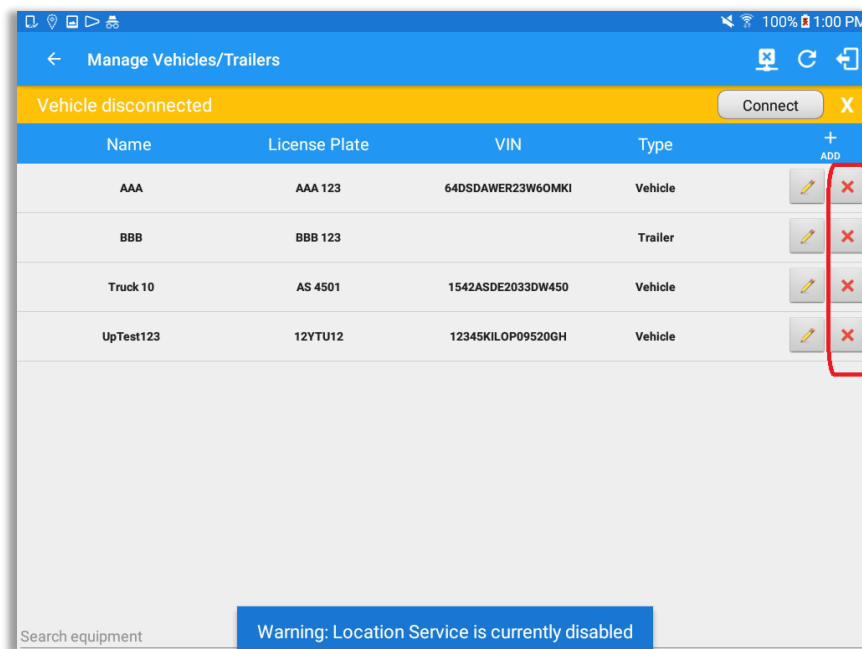 100% 1:00 PM
Manage Vehicles/Trailers
Vehicle disconnected Connect X
Name License Plate VIN Type + ADD
AAA AAA 123 64DSDAWER23W6OMKI Vehicle
BBB BBB 123 Trailer
Truck 10 AS 4501 1542ASDE2033DW450 Vehicle
UpTest123 12YTU12 12345KILOP09520GH Vehicle
Search equipment
Warning: Location Service is currently disabled